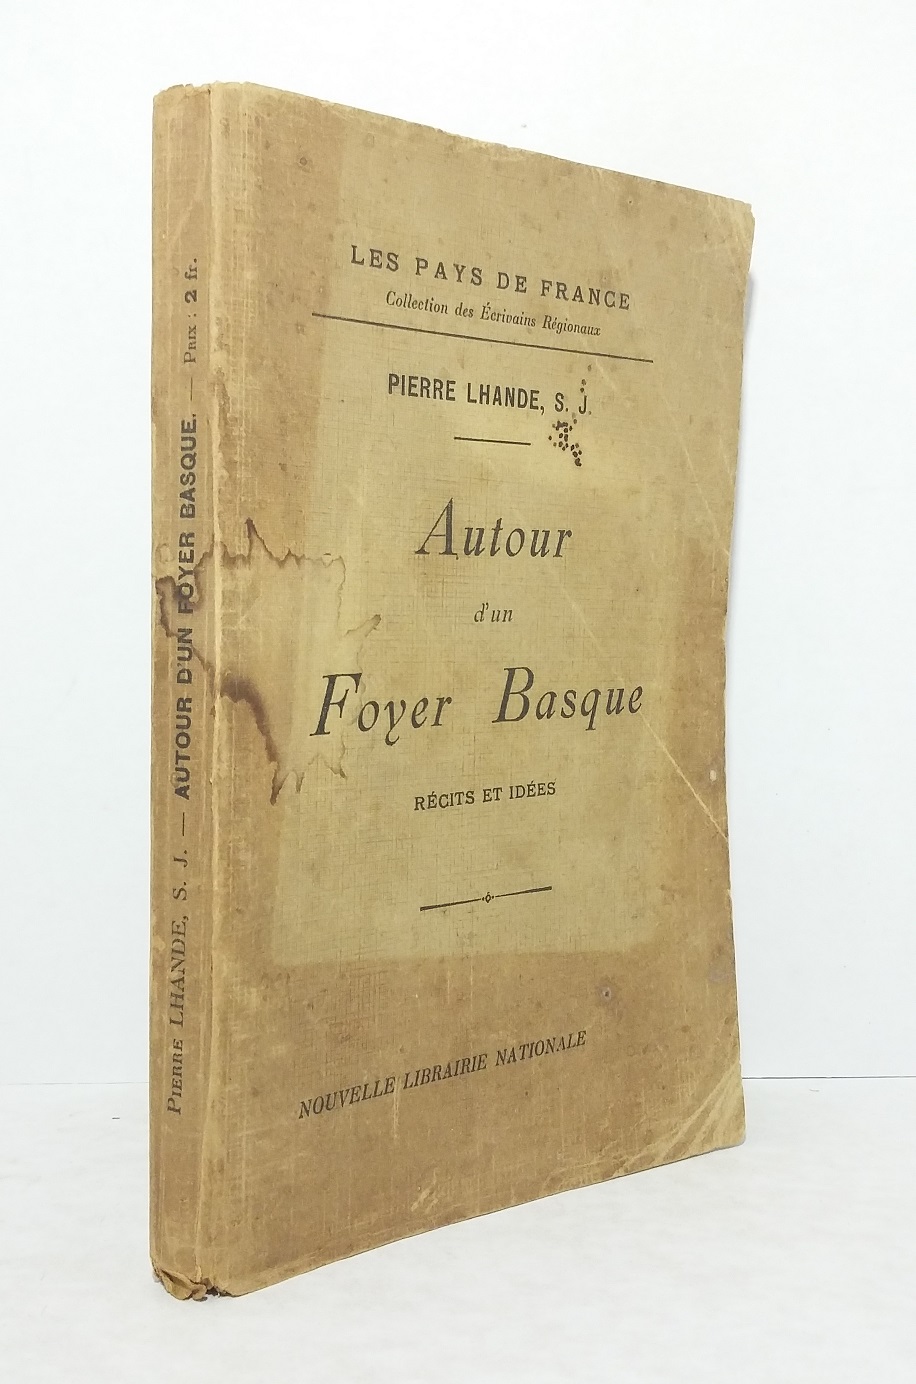 LES PAYS DE FRANCE
Collection des Écrivains Régionaux
PIERRE LHANDE, S. J.
Autour
d'un
Foyer Basque
RÉCITS ET IDÉES
NOUVELLE LIBRAIRIE NATIONALE
PIERRE LHANDE, S. J. — AUTOUR D'UN FOYER BASQUE. — PRIX : 2 fr.